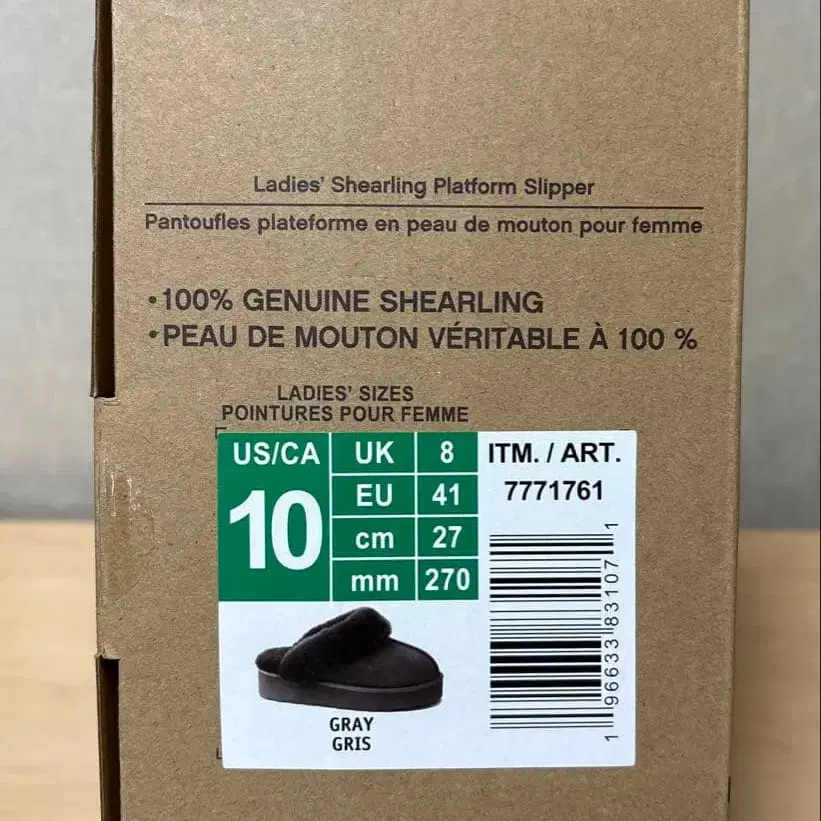 Ladies' Shearling Platform Slipper
Pantoufles plateforme en peau de mouton pour femme
•100% GENUINE SHEARLING
•PEAU DE MOUTON VÉRITABLE À 100 %
LADIES' SIZES
POINTURES POUR FEMME
US/CA
10
UK 8
EU 41
cm 27
mm 270
ITM. / ART.
7771761
1 96633 83107 1
GRAY
GRIS